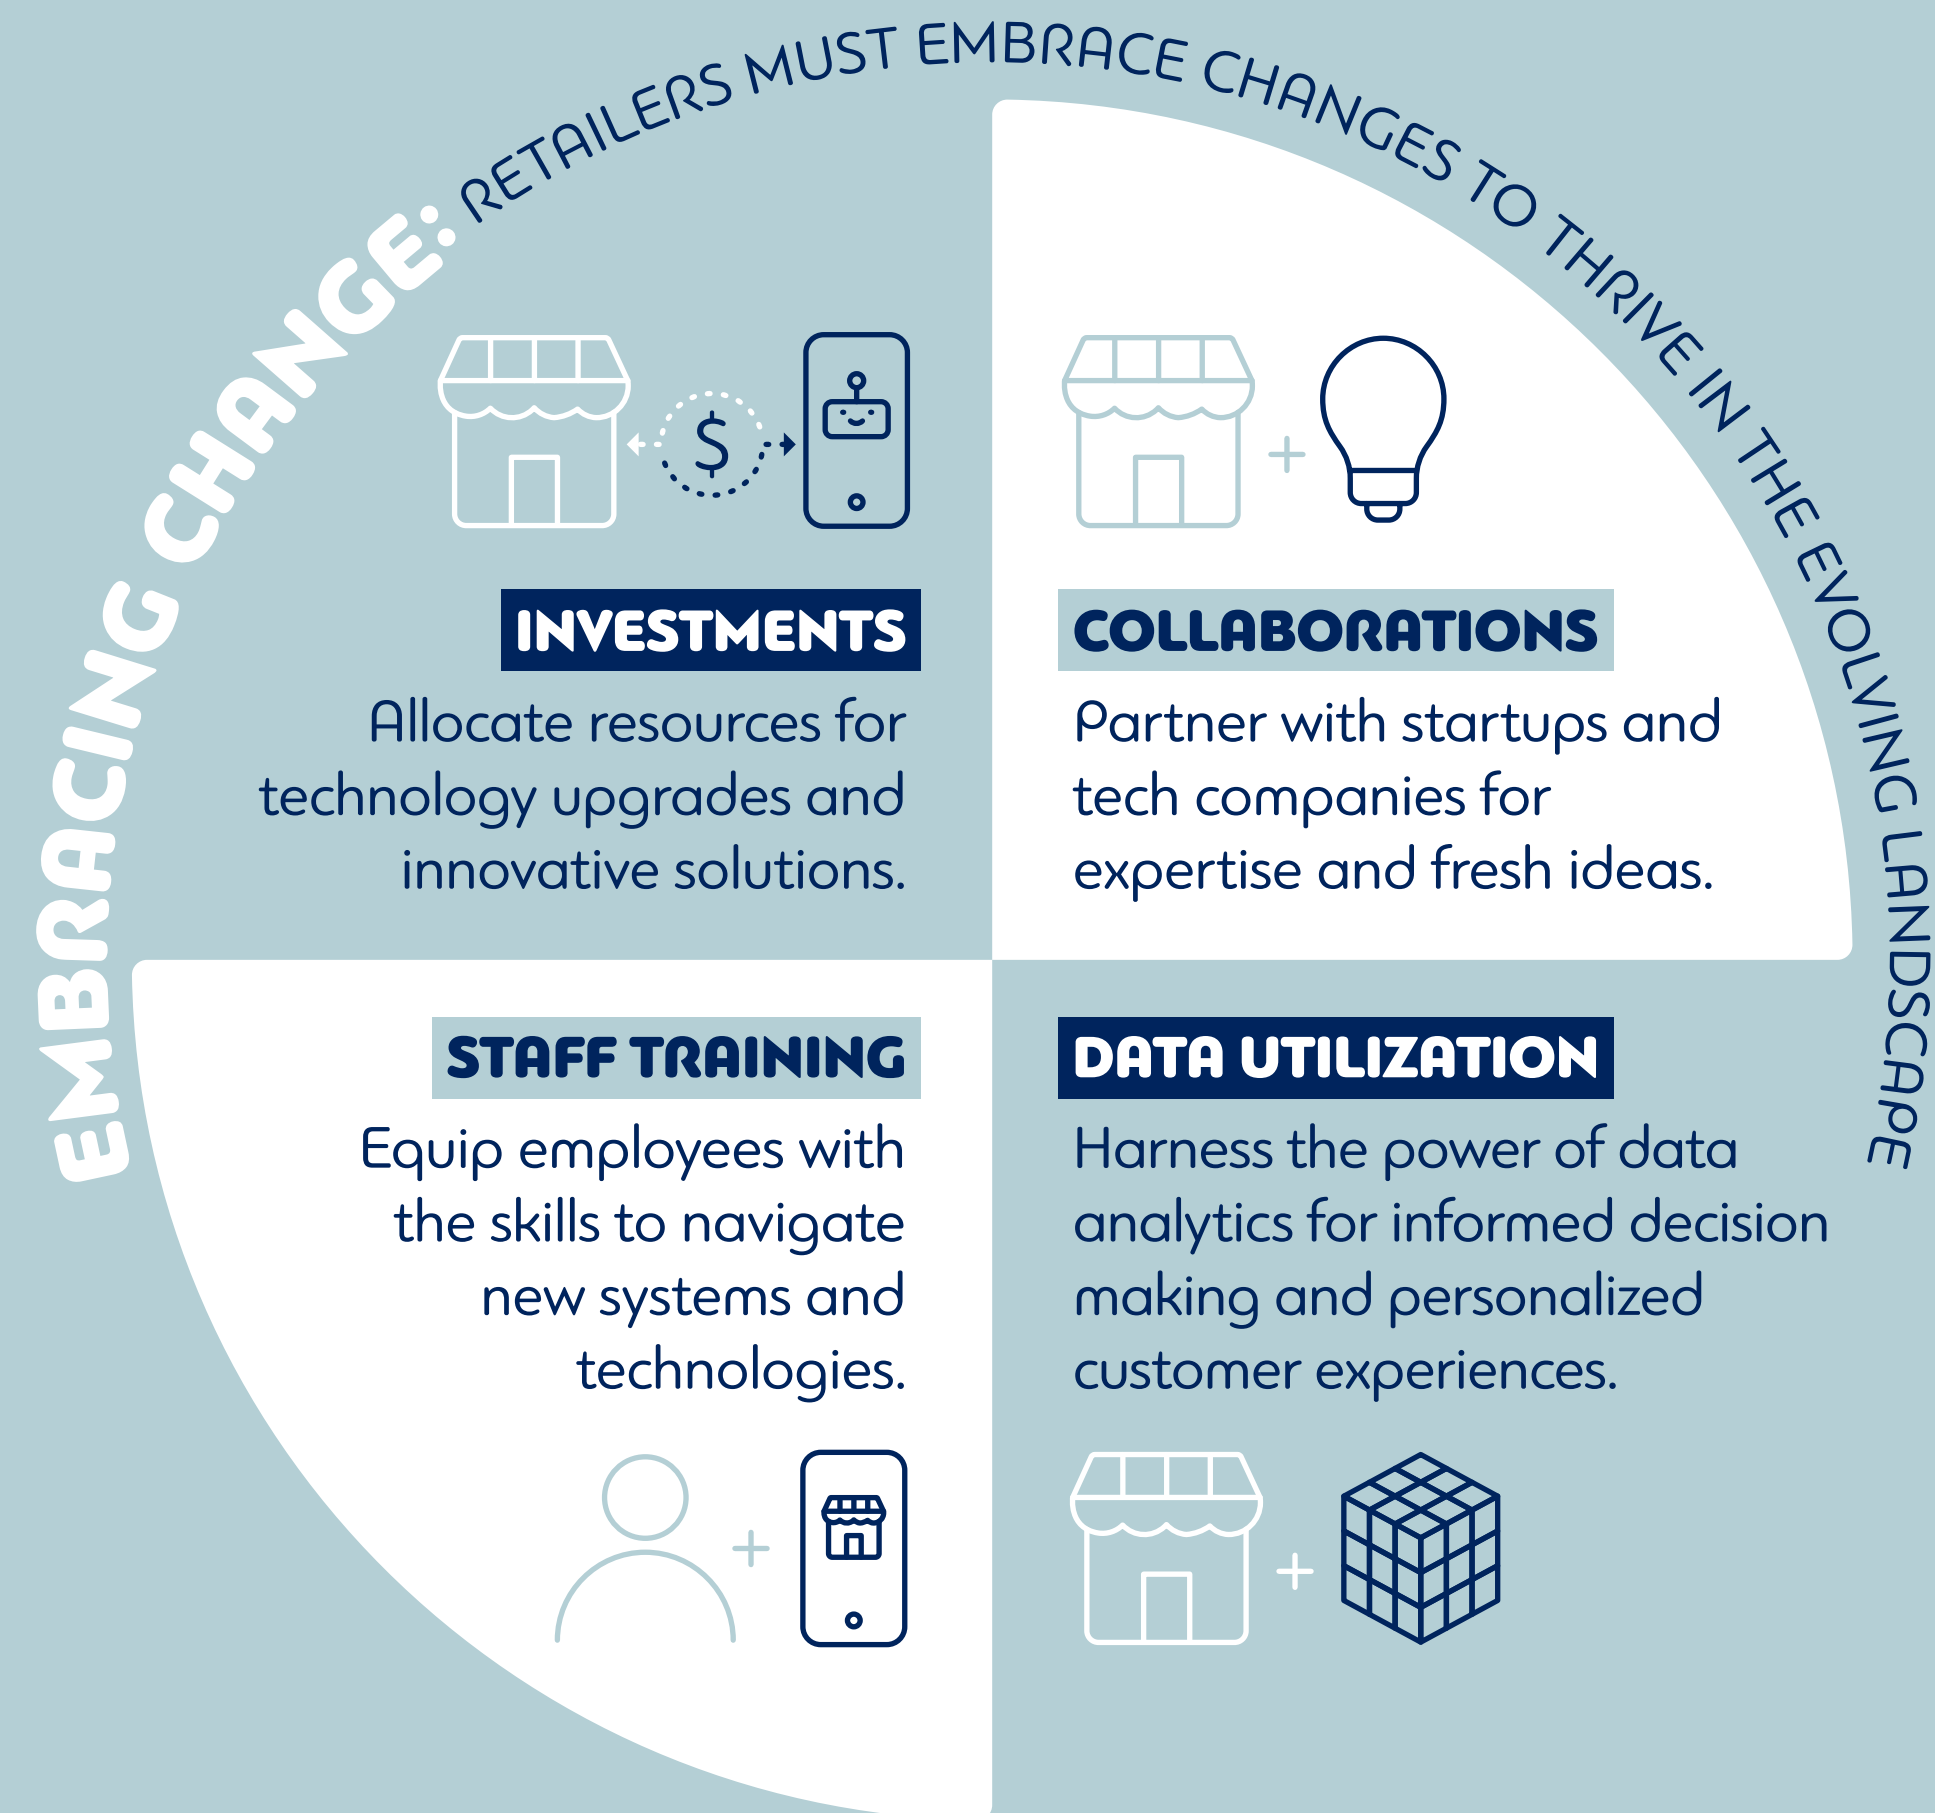 EMBRACING CHANGE: RETAILERS MUST EMBRACE CHANGES TO THRIVE IN THE EVOLVING LANDSCAPE
$
INVESTMENTS
Allocate resources for
technology upgrades and
innovative solutions.
+
COLLABORATIONS
Partner with startups and
tech companies for
expertise and fresh ideas.
STAFF TRAINING
Equip employees with
the skills to navigate
new systems and
technologies.
+
DATA UTILIZATION
Harness the power of data
analytics for informed decision
making and personalized
customer experiences.
+